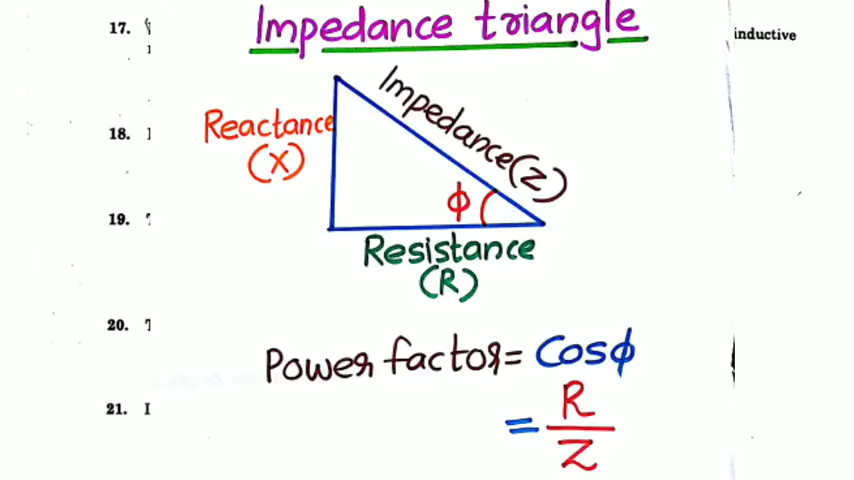 Impedance triangle
17.
inductive
Impedance(Z)
Reactance
(X)
18.
ϕ
19.
Resistance
(R)
20.
Power factor = Cosϕ
= R/Z
21. I